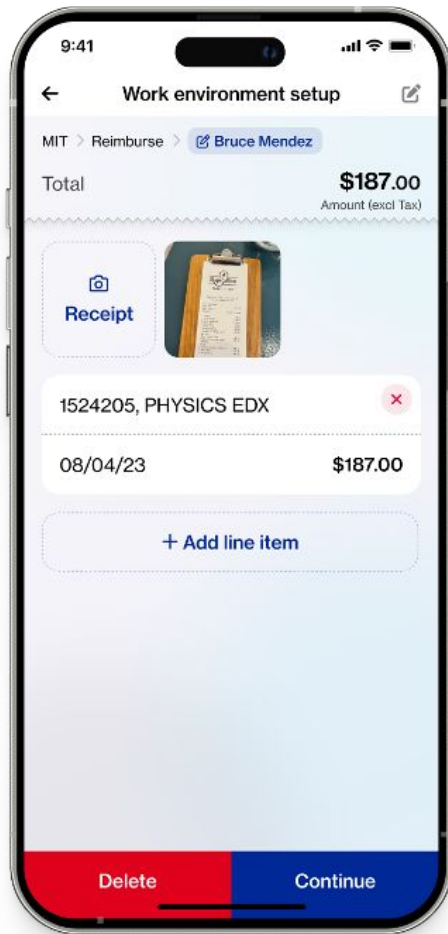 9:41
Work environment setup
MIT > Reimburse > Bruce Mendez
Total
$187.00
Amount (excl Tax)
Receipt
1524205, PHYSICS EDX
08/04/23
$187.00
+ Add line item
Delete
Continue